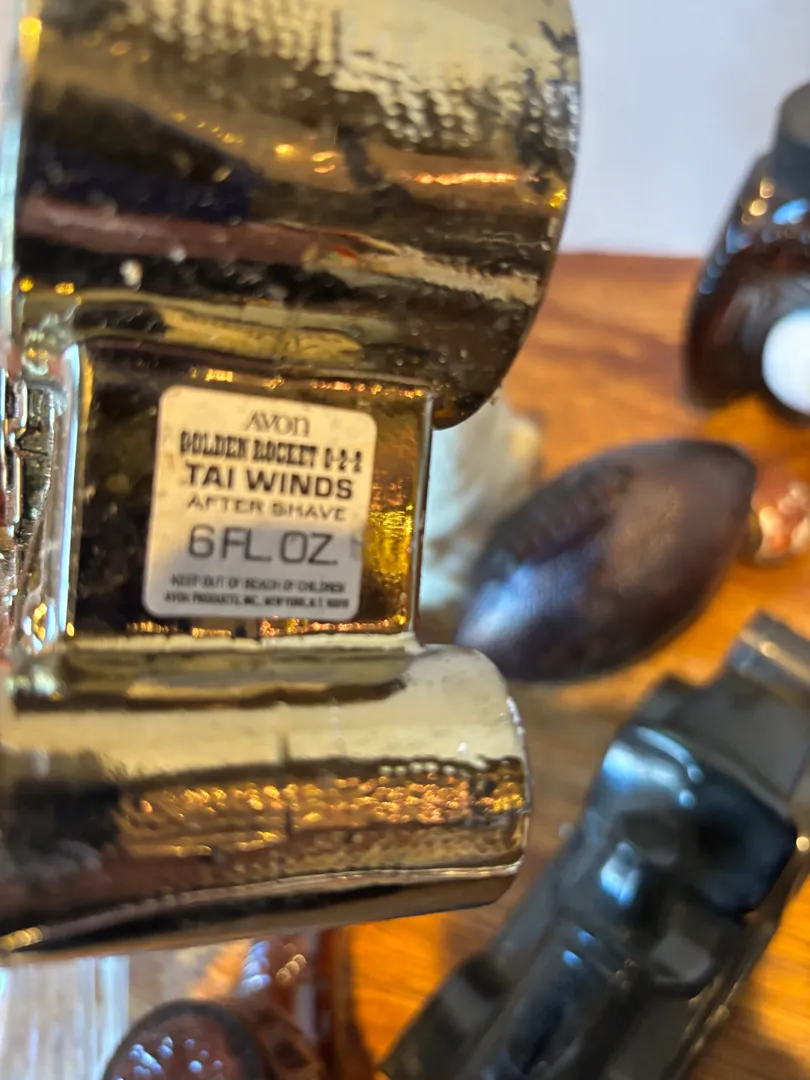 AVON
GOLDEN ROCKET 0-2-2
TAI WINDS
AFTER SHAVE
6 FL. OZ.
KEEP OUT OF REACH OF CHILDREN
AVON PRODUCTS, INC., NEW YORK, N.Y.